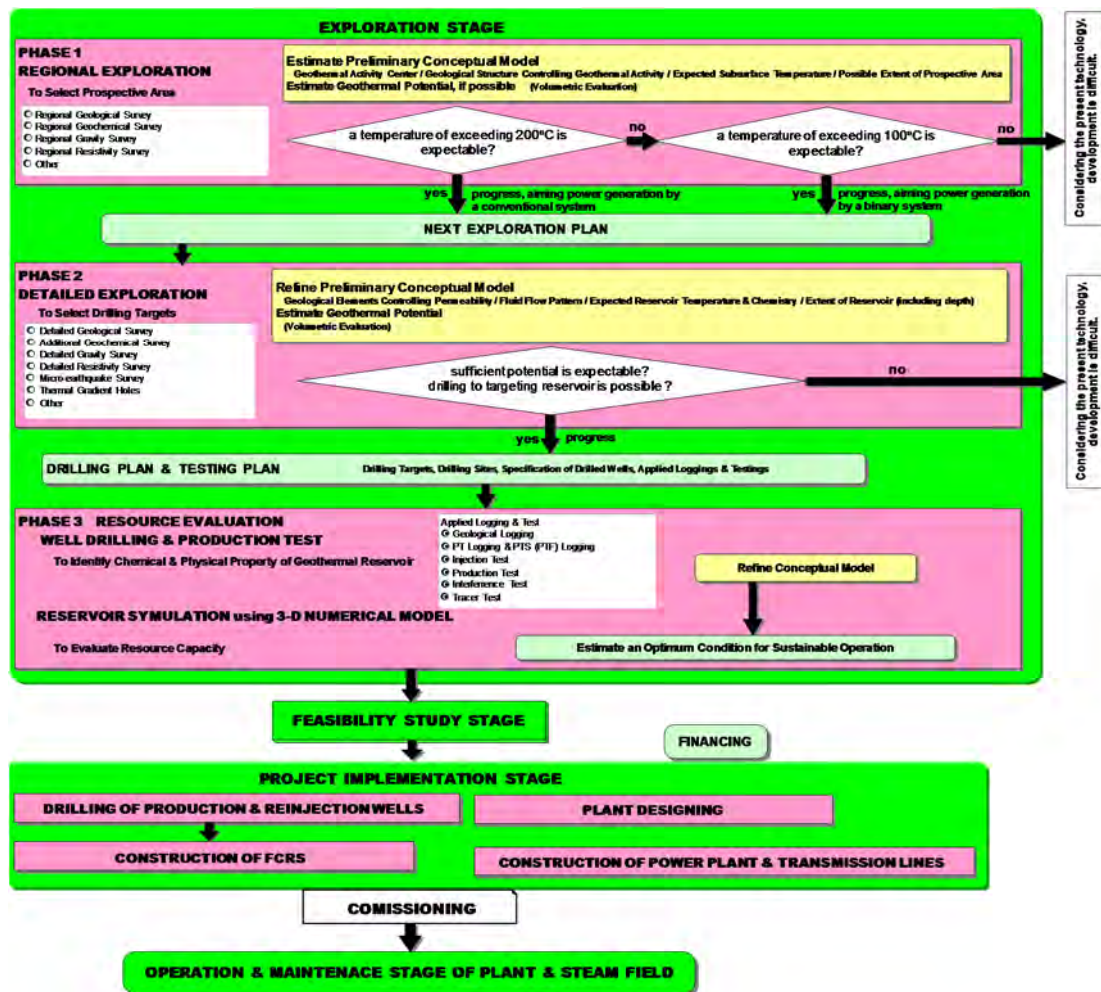 EXPLORATION STAGE
PHASE 1
REGIONAL EXPLORATION
To Select Prospective Area
Regional Geological Survey
Regional Geochemical Survey
Regional Gravity Survey
Regional Resistivity Survey
Other
Estimate Preliminary Conceptual Model
Geothermal Activity Center / Geological Structure Controlling Geothermal Activity / Expected Subsurface Temperature / Possible Extent of Prospective Area
Estimate Geothermal Potential, if possible (Volumetric Evaluation)
a temperature of exceeding 200°C is
expectable?
no
a temperature of exceeding 100°C is
expectable?
no
Considering the present technology,
development is difficult.
yes
progress, aiming power generation by
a conventional system
yes
progress, aiming power generation
by a binary system
NEXT EXPLORATION PLAN
PHASE 2
DETAILED EXPLORATION
To Select Drilling Targets
Detailed Geological Survey
Additional Geochemical Survey
Detailed Gravity Survey
Detailed Resistivity Survey
Micro-earthquake Survey
Thermal Gradient Holes
Other
Refine Preliminary Conceptual Model
Geological Elements Controlling Permeability / Fluid Flow Pattern / Expected Reservoir Temperature & Chemistry / Extent of Reservoir (including depth)
Estimate Geothermal Potential
(Volumetric Evaluation)
sufficient potential is expectable?
drilling to targeting reservoir is possible ?
no
Considering the present technology,
development is difficult.
yes
progress
DRILLING PLAN & TESTING PLAN
Drilling Targets, Drilling Sites, Specification of Drilled Wells, Applied Loggings & Testings
PHASE 3 RESOURCE EVALUATION
WELL DRILLING & PRODUCTION TEST
To Identify Chemical & Physical Property of Geothermal Reservoir
Applied Logging & Test
Geological Logging
PT Logging & PTS (PTF) Logging
Injection Test
Production Test
Interference Test
Tracer Test
Refine Conceptual Model
RESERVOIR SYMULATION using 3-D NUMERICAL MODEL
To Evaluate Resource Capacity
Estimate an Optimum Condition for Sustainable Operation
FEASIBILITY STUDY STAGE
FINANCING
PROJECT IMPLEMENTATION STAGE
DRILLING OF PRODUCTION & REINJECTION WELLS
PLANT DESIGNING
CONSTRUCTION OF FCRS
CONSTRUCTION OF POWER PLANT & TRANSMISSION LINES
COMISSIONING
OPERATION & MAINTENACE STAGE OF PLANT & STEAM FIELD